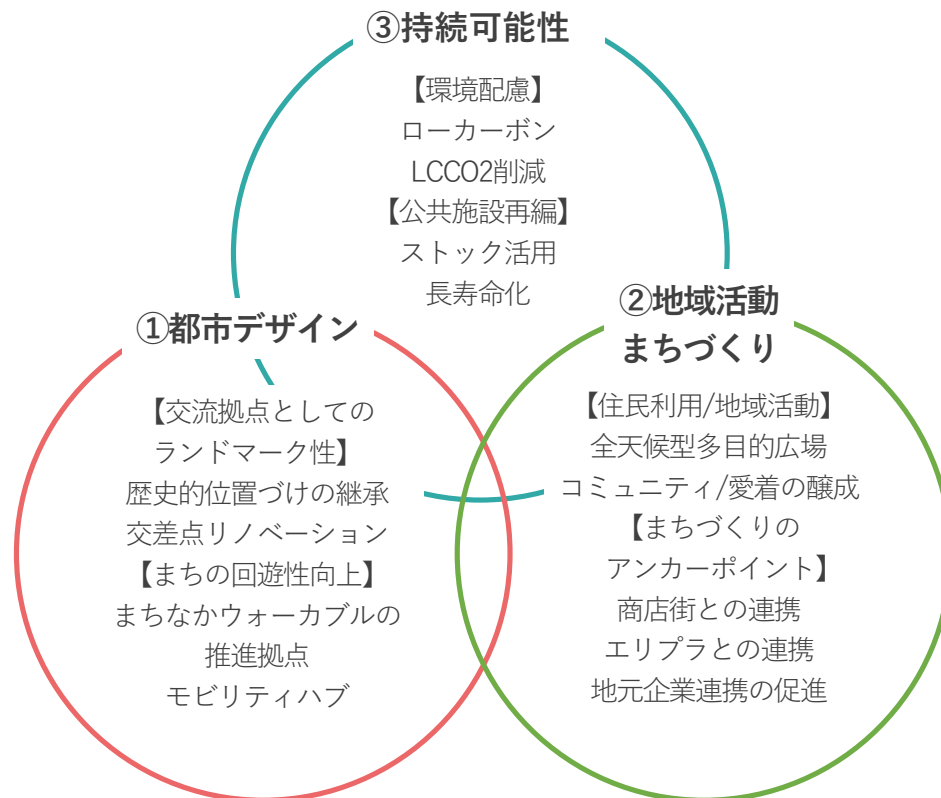 ③持続可能性
【環境配慮】
ローカーボン
LCCO2削減
【公共施設再編】
ストック活用
長寿命化
①都市デザイン
【交流拠点としての
ランドマーク性】
歴史的位置づけの継承
交差点リノベーション
【まちの回遊性向上】
まちなかウォーカブルの
推進拠点
モビリティハブ
②地域活動
まちづくり
【住民利用/地域活動】
全天候型多目的広場
コミュニティ/愛着の醸成
【まちづくりの
アンカーポイント】
商店街との連携
エリプラとの連携
地元企業連携の促進